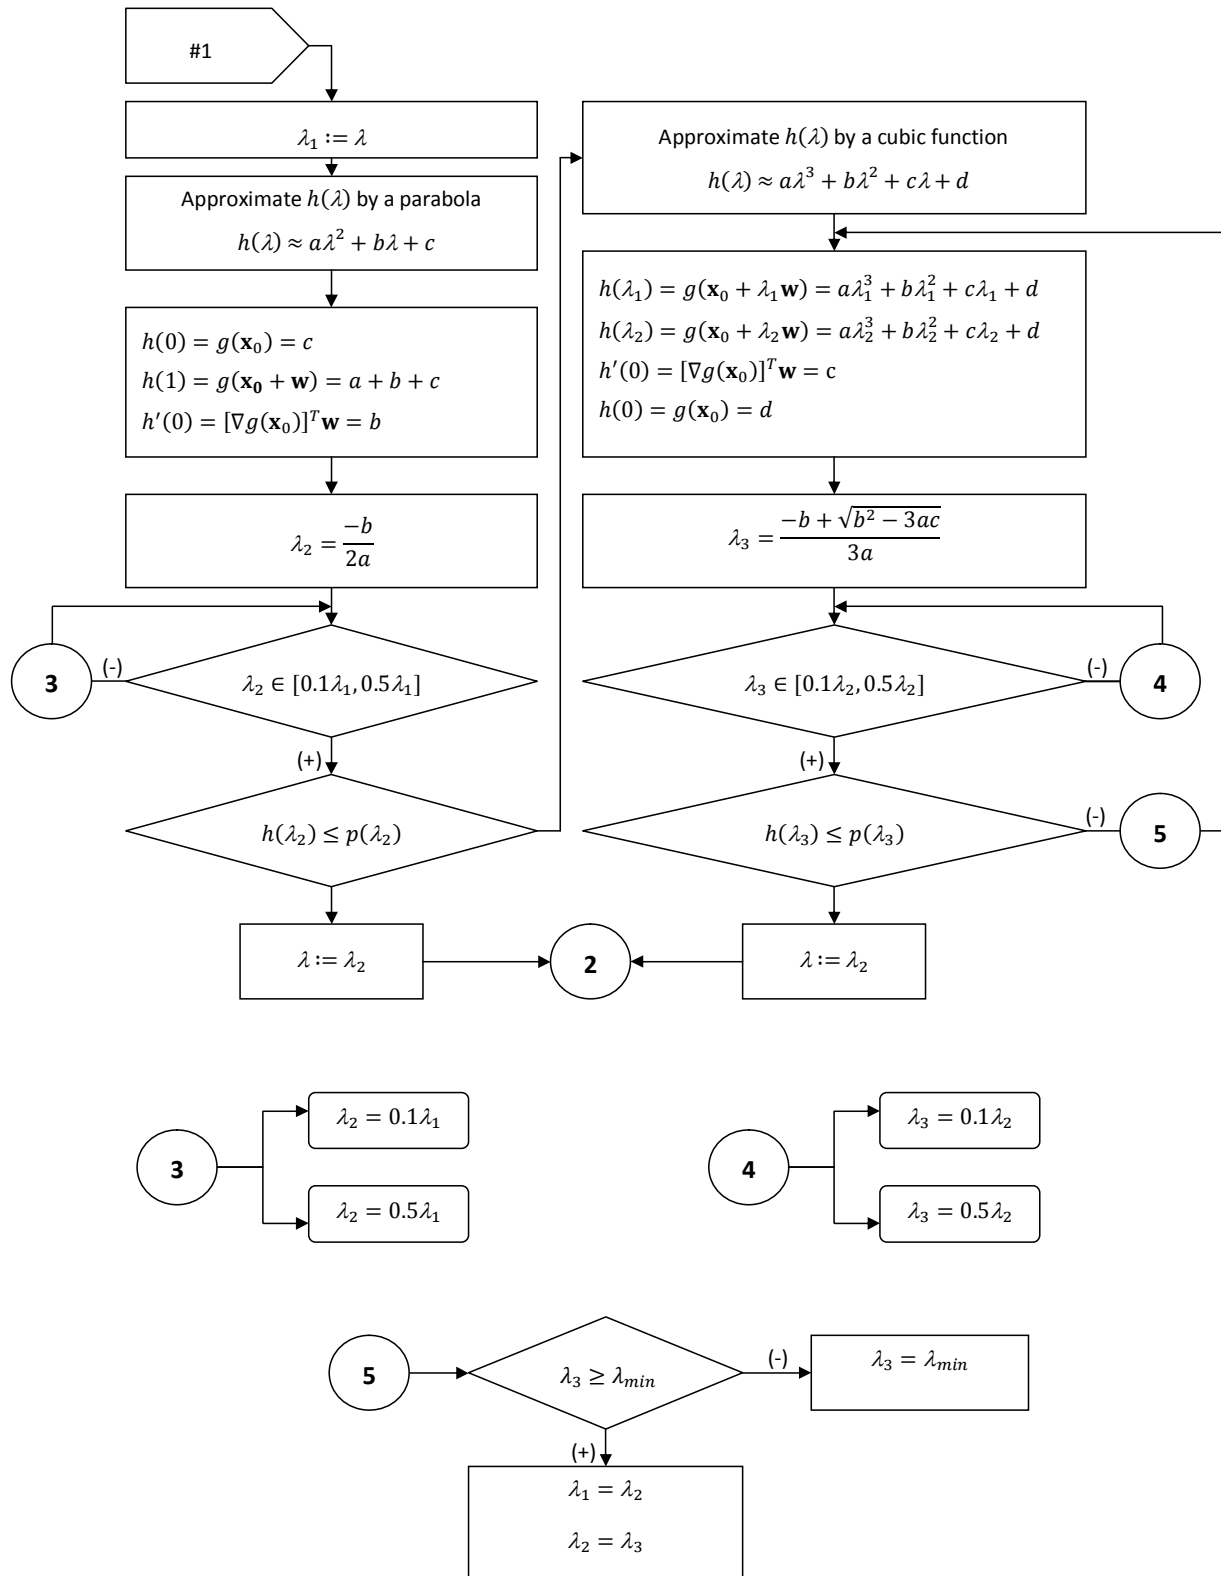 #1
λ₁ := λ
Approximate h(λ) by a parabola
h(λ) ≈ aλ² + bλ + c
h(0) = g(𝐱₀) = c
h(1) = g(𝐱₀ + 𝐰) = a + b + c
h′(0) = [∇g(𝐱₀)]ᵀ𝐰 = b
λ₂ = −b / 2a
3
(-)
λ₂ ∈ [0.1λ₁, 0.5λ₁]
(+)
h(λ₂) ≤ p(λ₂)
λ := λ₂
2
Approximate h(λ) by a cubic function
h(λ) ≈ aλ³ + bλ² + cλ + d
h(λ₁) = g(𝐱₀ + λ₁𝐰) = aλ₁³ + bλ₁² + cλ₁ + d
h(λ₂) = g(𝐱₀ + λ₂𝐰) = aλ₂³ + bλ₂² + cλ₂ + d
h′(0) = [∇g(𝐱₀)]ᵀ𝐰 = c
h(0) = g(𝐱₀) = d
λ₃ = (−b + √(b² − 3ac)) / 3a
λ₃ ∈ [0.1λ₂, 0.5λ₂]
(-)
4
(+)
h(λ₃) ≤ p(λ₃)
(-)
5
λ := λ₂
3
λ₂ = 0.1λ₁
λ₂ = 0.5λ₁
4
λ₃ = 0.1λ₂
λ₃ = 0.5λ₂
5
λ₃ ≥ λₘᵢₙ
(-)
λ₃ = λₘᵢₙ
(+)
λ₁ = λ₂
λ₂ = λ₃